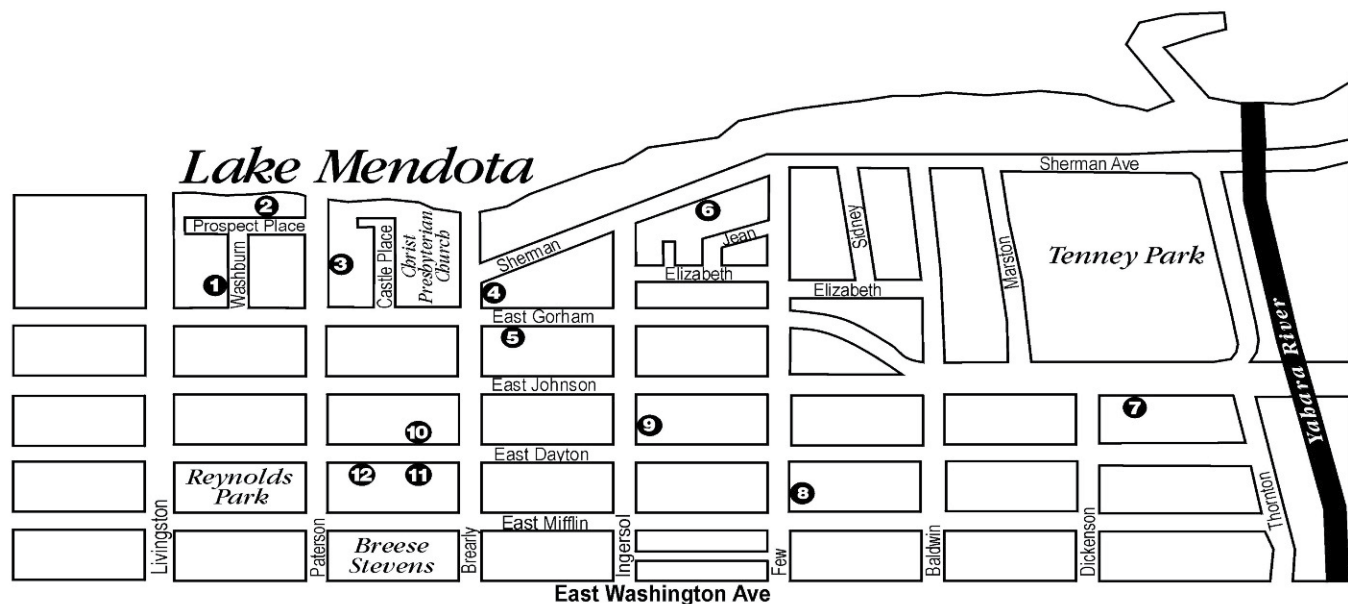 Lake Mendota
Sherman Ave
2
Prospect Place
Washburn
1
3
Castle Place
Christ
Presbyterian
Church
Sherman
4
6
Jean
Elizabeth
Sidney
Elizabeth
Marston
Tenney Park
East Gorham
5
East Johnson
7
Yahara River
10
9
East Dayton
Reynolds
Park
12
11
8
East Mifflin
Breese
Stevens
Livingston
Paterson
Brearly
Ingersol
Few
Baldwin
Dickenson
Thornton
East Washington Ave